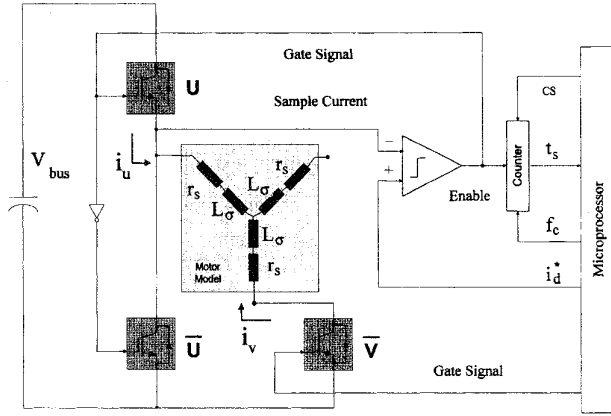 Gate Signal
U
Sample Current
V bus
i u
r s
L σ
L σ
r s
L σ
r s
Motor
Model
i v
U̅
V̅
−
+
Enable
Counter
CS
t s
f c
i d *
Microprocessor
Gate Signal